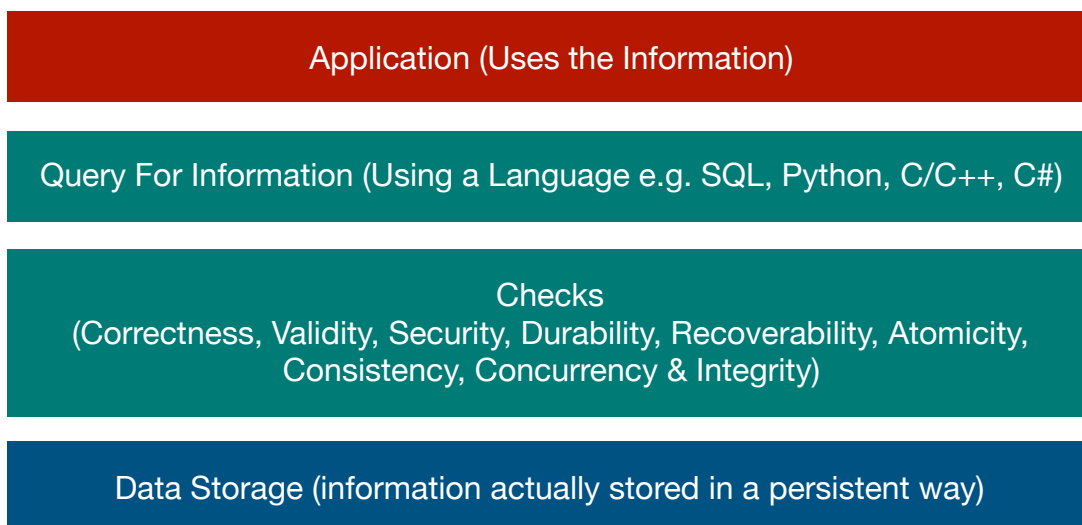 Application (Uses the Information)
Query For Information (Using a Language e.g. SQL, Python, C/C++, C#)
Checks
(Correctness, Validity, Security, Durability, Recoverability, Atomicity,
Consistency, Concurrency & Integrity)
Data Storage (information actually stored in a persistent way)